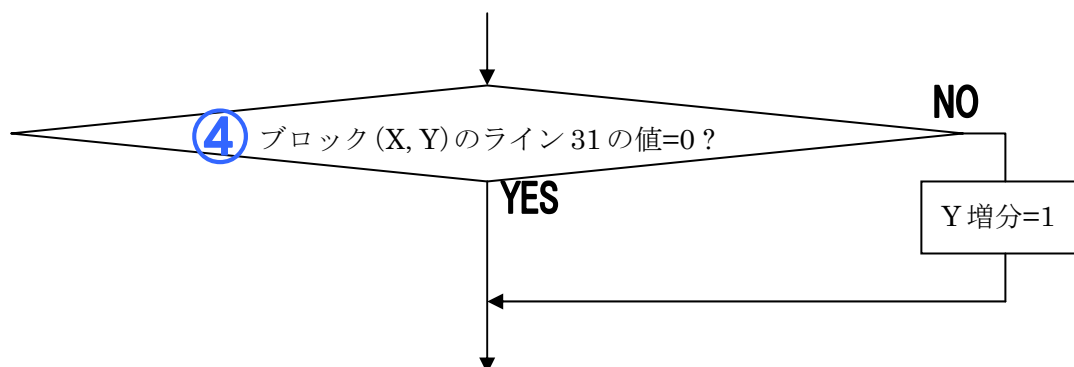 NO
④ ブロック(X, Y)のライン 31 の値=0？
YES
Y 増分=1